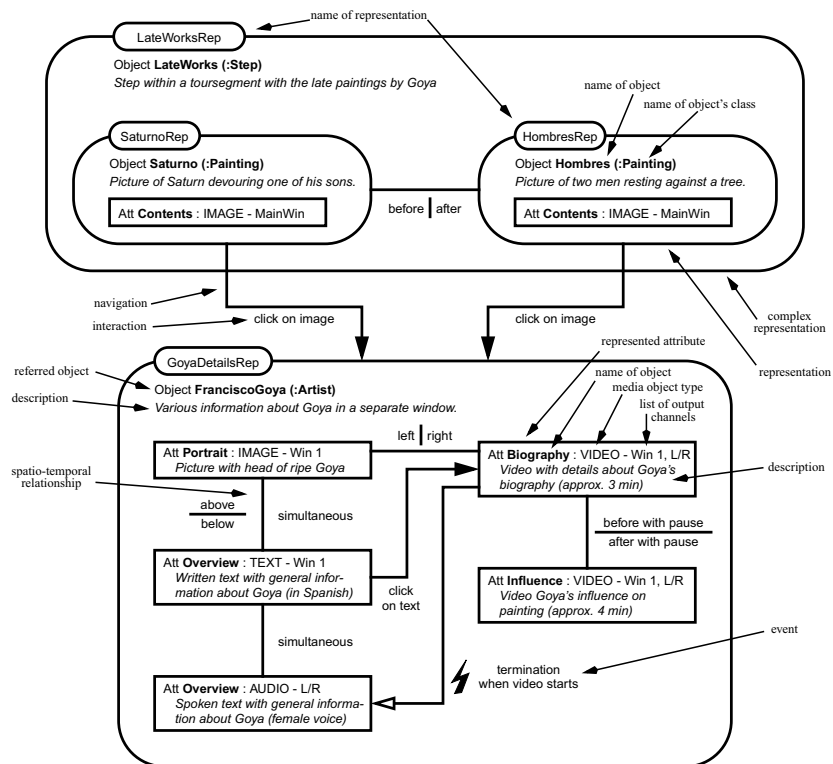 name of representation
LateWorksRep
Object LateWorks (:Step)
Step within a toursegment with the late paintings by Goya
name of object
name of object's class
SaturnoRep
Object Saturno (:Painting)
Picture of Saturn devouring one of his sons.
Att Contents : IMAGE - MainWin
before | after
HombresRep
Object Hombres (:Painting)
Picture of two men resting against a tree.
Att Contents : IMAGE - MainWin
navigation
interaction
click on image
click on image
complex
representation
representation
GoyaDetailsRep
referred object
Object FranciscoGoya (:Artist)
description
Various information about Goya in a separate window.
represented attribute
name of object
media object type
list of output
channels
left | right
Att Portrait : IMAGE - Win 1
Picture with head of ripe Goya
Att Biography : VIDEO - Win 1, L/R
Video with details about Goya's
biography (approx. 3 min)
description
spatio-temporal
relationship
above
below
simultaneous
before with pause
after with pause
Att Overview : TEXT - Win 1
Written text with general infor-
mation about Goya (in Spanish)
click
on text
Att Influence : VIDEO - Win 1, L/R
Video Goya's influence on
painting (approx. 4 min)
simultaneous
event
termination
when video starts
Att Overview : AUDIO - L/R
Spoken text with general informa-
tion about Goya (female voice)